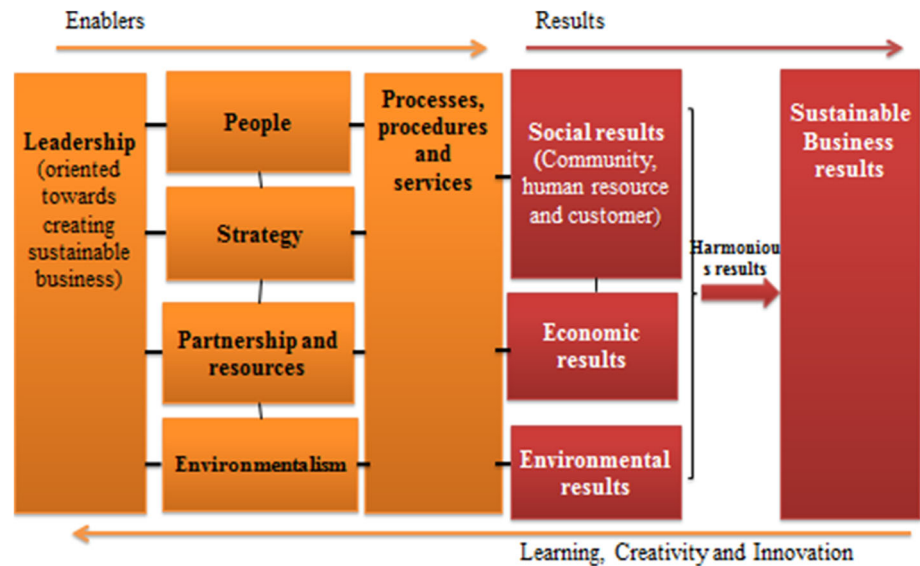 Enablers
Results
Leadership
(oriented
towards
creating
sustainable
business)
People
Strategy
Partnership and
resources
Environmentalism
Processes,
procedures
and
services
Social results
(Community,
human resource
and customer)
Economic
results
Environmental
results
Harmoniou
s results
Sustainable
Business
results
Learning, Creativity and Innovation